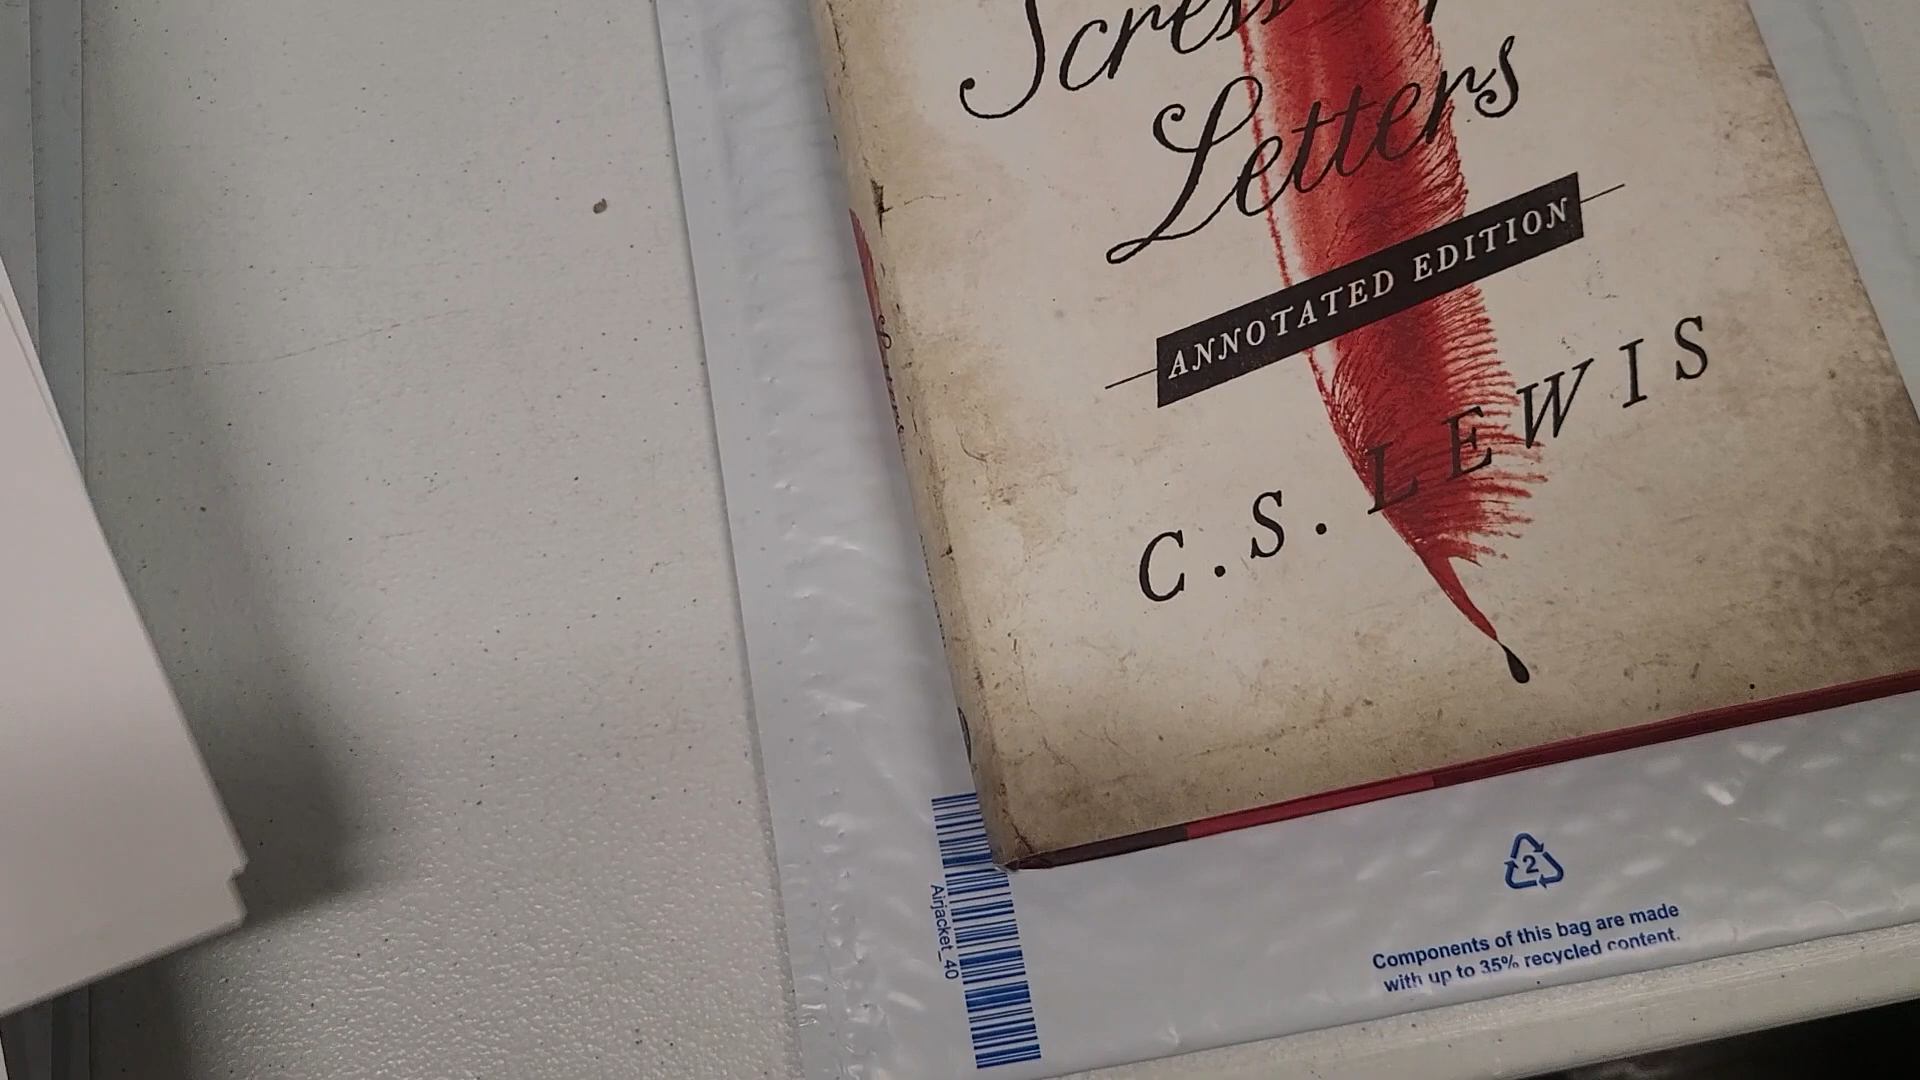 Letters
ANNOTATED EDITION
C.S. LEWIS
Airjacket_40
2
Components of this bag are made
with up to 35% recycled content.